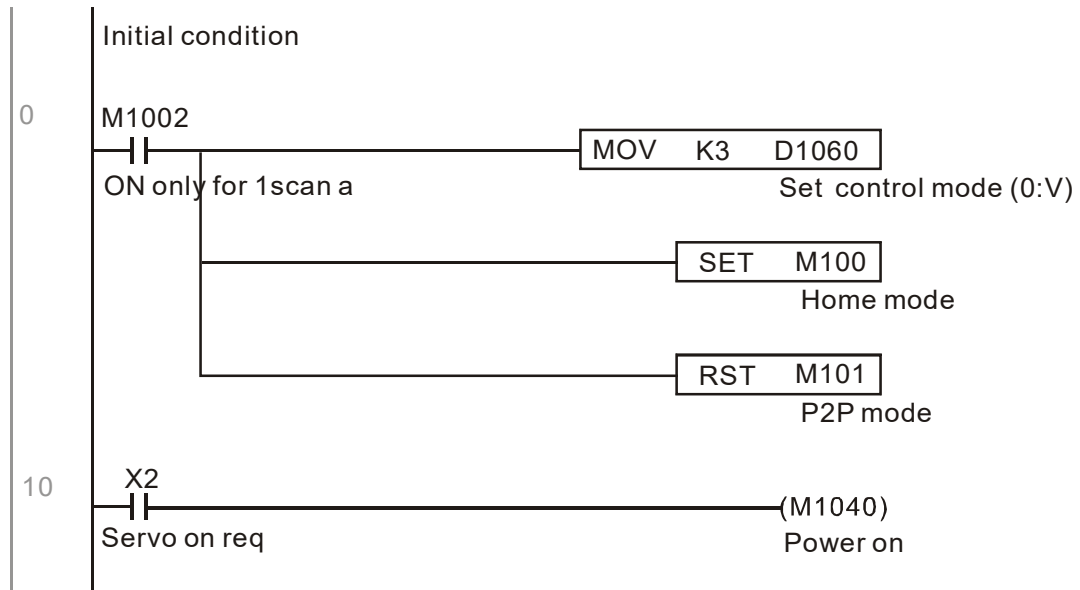 Initial condition
0
M1002
MOV K3 D1060
ON only for 1scan a
Set control mode (0:V)
SET M100
Home mode
RST M101
P2P mode
10
X2
(M1040)
Servo on req
Power on